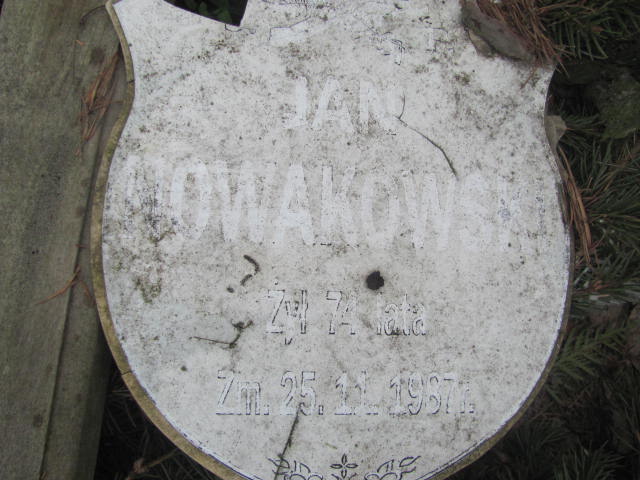 JAN
NOWAKOWSKI
Żył 74 lata
Zm. 25.11.1987r.